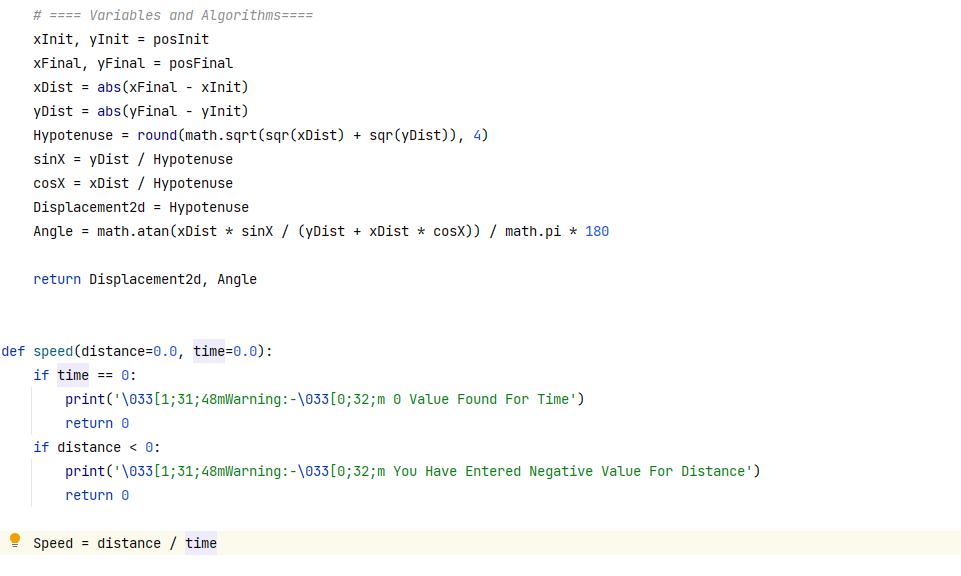 # ==== Variables and Algorithms====
xInit, yInit = posInit
xFinal, yFinal = posFinal
xDist = abs(xFinal - xInit)
yDist = abs(yFinal - yInit)
Hypotenuse = round(math.sqrt(sqr(xDist) + sqr(yDist)), 4)
sinX = yDist / Hypotenuse
cosX = xDist / Hypotenuse
Displacement2d = Hypotenuse
Angle = math.atan(xDist * sinX / (yDist + xDist * cosX)) / math.pi * 180
return Displacement2d, Angle
def speed(distance=0.0, time=0.0):
if time == 0:
print('\033[1;31;48mWarning:-\033[0;32;m 0 Value Found For Time')
return 0
if distance < 0:
print('\033[1;31;48mWarning:-\033[0;32;m You Have Entered Negative Value For Distance')
return 0
Speed = distance / time